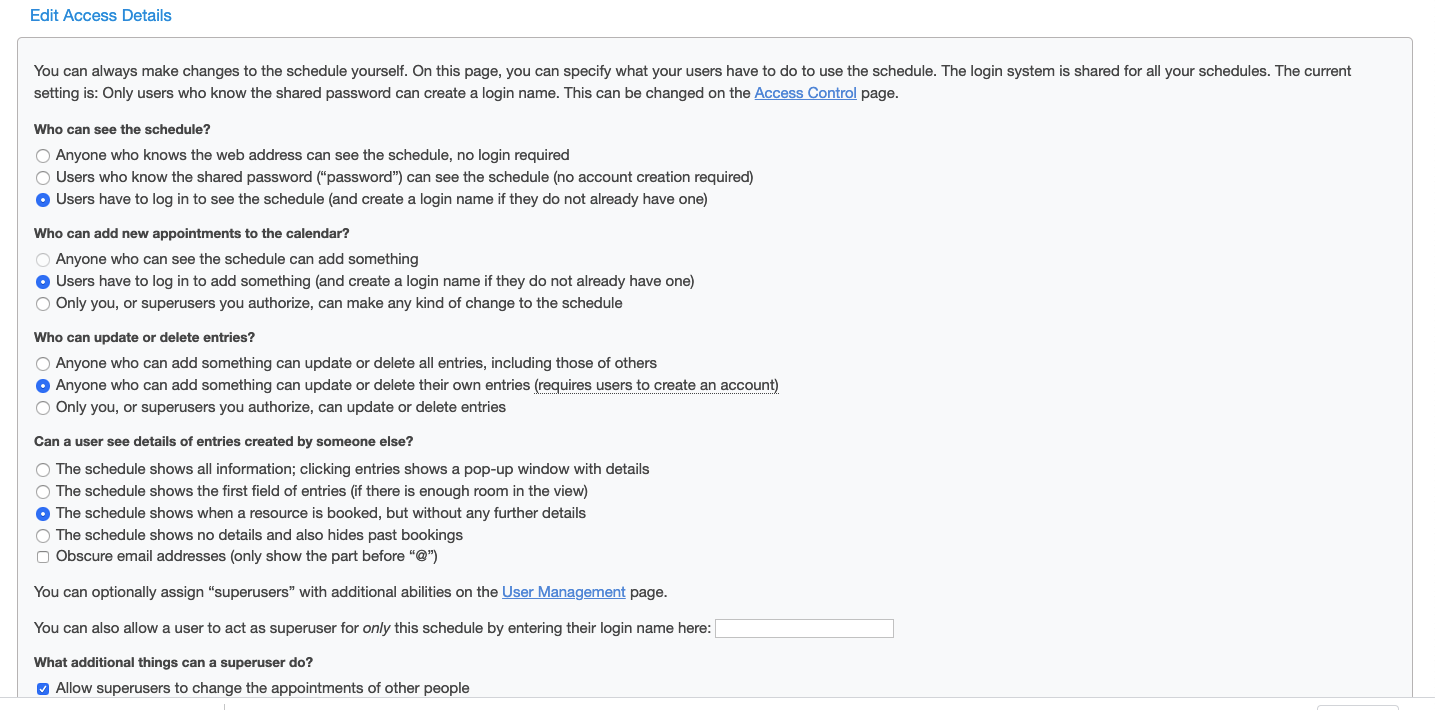 Edit Access Details
You can always make changes to the schedule yourself. On this page, you can specify what your users have to do to use the schedule. The login system is shared for all your schedules. The current
setting is: Only users who know the shared password can create a login name. This can be changed on the Access Control page.
Who can see the schedule?
Anyone who knows the web address can see the schedule, no login required
Users who know the shared password (“password”) can see the schedule (no account creation required)
Users have to log in to see the schedule (and create a login name if they do not already have one)
Who can add new appointments to the calendar?
Anyone who can see the schedule can add something
Users have to log in to add something (and create a login name if they do not already have one)
Only you, or superusers you authorize, can make any kind of change to the schedule
Who can update or delete entries?
Anyone who can add something can update or delete all entries, including those of others
Anyone who can add something can update or delete their own entries (requires users to create an account)
Only you, or superusers you authorize, can update or delete entries
Can a user see details of entries created by someone else?
The schedule shows all information; clicking entries shows a pop-up window with details
The schedule shows the first field of entries (if there is enough room in the view)
The schedule shows when a resource is booked, but without any further details
The schedule shows no details and also hides past bookings
Obscure email addresses (only show the part before “@”)
You can optionally assign “superusers” with additional abilities on the User Management page.
You can also allow a user to act as superuser for only this schedule by entering their login name here:
What additional things can a superuser do?
Allow superusers to change the appointments of other people